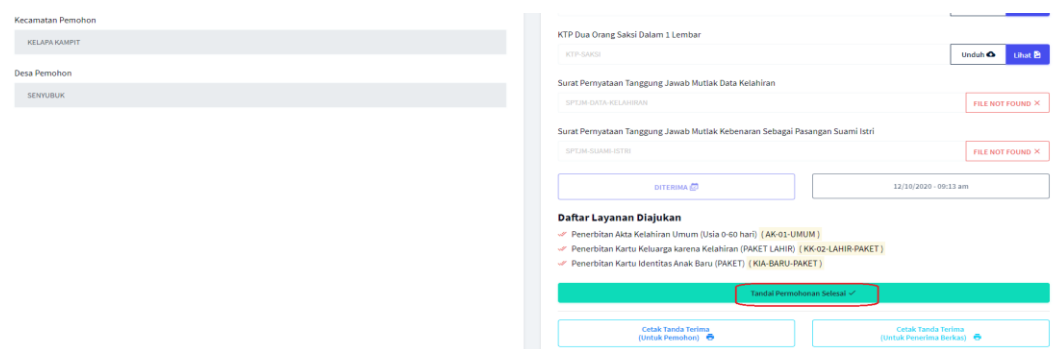 Kecamatan Pemohon
KELAPA KAMPIT
Desa Pemohon
SENYUBUK
KTP Dua Orang Saksi Dalam 1 Lembar
KTP-SAKSI
Unduh
Lihat
Surat Pernyataan Tanggung Jawab Mutlak Data Kelahiran
SPTJM-DATA-KELAHIRAN
FILE NOT FOUND ×
Surat Pernyataan Tanggung Jawab Mutlak Kebenaran Sebagai Pasangan Suami Istri
SPTJM-SUAMI-ISTRI
FILE NOT FOUND ×
DITERIMA
12/10/2020 - 09:13 am
Daftar Layanan Diajukan
Penerbitan Akta Kelahiran Umum (Usia 0-60 hari) ( AK-01-UMUM )
Penerbitan Kartu Keluarga karena Kelahiran (PAKET LAHIR) ( KK-02-LAHIR-PAKET )
Penerbitan Kartu Identitas Anak Baru (PAKET) ( KIA-BARU-PAKET )
Tandai Permohonan Selesai ✓
Cetak Tanda Terima
(Untuk Pemohon)
Cetak Tanda Terima
(Untuk Penerima Berkas)